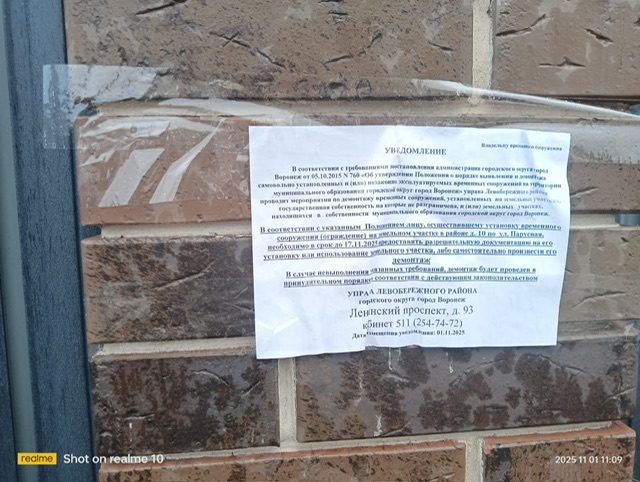 Владельцу временного сооружения
УВЕДОМЛЕНИЕ
В соответствии с требованиями постановления администрации городского округа город
Воронеж от 05.10.2015 N 760 «Об утверждении Положения о порядке выявления и демонтажа
самовольно установленных и (или) незаконно эксплуатируемых временных сооружений на территории
муниципального образования городской округ город Воронеж» управа Левобережного района
проводит мероприятия по демонтажу временных сооружений, установленных на земельных участках,
государственная собственность на которые не разграничена, и (или) земельных участках,
находящихся в собственности муниципального образования городской округ город Воронеж.
В соответствии с указанным Положением лицу, осуществившему установку временного
сооружения (ограждение) на земельном участке в районе д. 10 по ул. Парусная,
необходимо в срок до 17.11.2025 предоставить разрешительную документацию на его
установку или использование земельного участка, либо самостоятельно произвести его
демонтаж
В случае невыполнения указанных требований, демонтаж будет проведен в
принудительном порядке соответствии с действующим законодательством
УПРАВА ЛЕВОБЕРЕЖНОГО РАЙОНА
городского округа город Воронеж
Ленинский проспект, д. 93
кабинет 511 (254-74-72)
Дата размещения уведомления: 01.11.2025
realme Shot on realme 10
2025 11 01 11:09